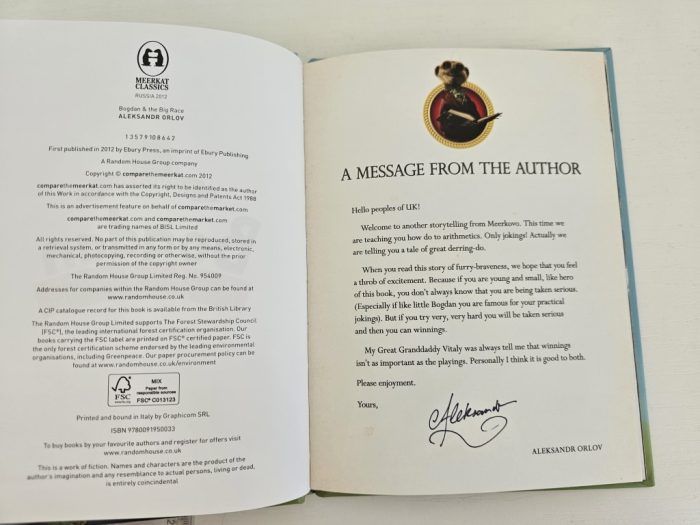 MEERKAT
CLASSICS
RUSSIA 2012
Bogdan & the Big Race
ALEKSANDR ORLOV
1 3 5 7 9 10 8 6 4 2
First published in 2012 by Ebury Press, an imprint of Ebury Publishing
A Random House Group company
Copyright © comparethemeerkat.com 2012
comparethemeerkat.com has asserted its right to be identified as the author
of this Work in accordance with the Copyright, Designs and Patents Act 1988
This is an advertisement feature on behalf of comparethemarket.com
comparethemeerkat.com and comparethemarket.com
are trading names of BISL Limited
All rights reserved. No part of this publication may be reproduced, stored in
a retrieval system, or transmitted in any form or by any means, electronic,
mechanical, photocopying, recording or otherwise, without the prior
permission of the copyright owner
The Random House Group Limited Reg. No. 954009
Addresses for companies within the Random House Group can be found at
www.randomhouse.co.uk
A CIP catalogue record for this book is available from the British Library
The Random House Group Limited supports The Forest Stewardship Council
(FSC®), the leading international forest certification organisation. Our
books carrying the FSC label are printed on FSC® certified paper. FSC is
the only forest certification scheme endorsed by the leading environmental
organisations, including Greenpeace. Our paper procurement policy can be
found at www.randomhouse.co.uk/environment
FSC
MIX
Paper from
responsible sources
FSC® C013123
Printed and bound in Italy by Graphicom SRL
ISBN 9780091950033
To buy books by your favourite authors and register for offers visit
www.randomhouse.co.uk
This is a work of fiction. Names and characters are the product of the
author's imagination and any resemblance to actual persons, living or dead,
is entirely coincidental
A MESSAGE FROM THE AUTHOR
Hello peoples of UK!
Welcome to another storytelling from Meerkovo. This time we
are teaching you how do to arithmetics. Only jokings! Actually we
are telling you a tale of great derring-do.
When you read this story of furry-braveness, we hope that you feel
a throb of excitement. Because if you are young and small, like hero
of this book, you don't always know that you are being taken serious.
(Especially if like little Bogdan you are famous for your practical
jokings). But if you try very, very hard you will be taken serious
and then you can winnings.
My Great Granddaddy Vitaly was always tell me that winnings
isn't as important as the playings. Personally I think it is good to both.
Please enjoyment.
Yours,
Aleksandr
ALEKSANDR ORLOV